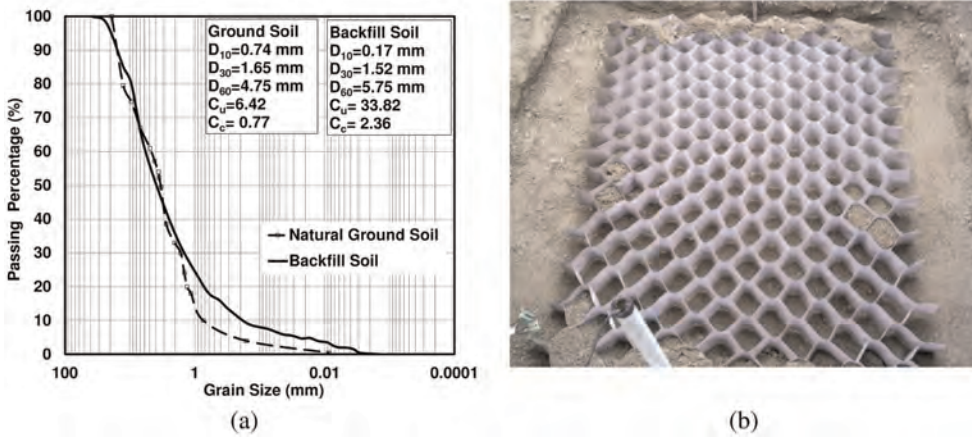 100
90
80
70
60
50
40
30
20
10
0
Passing Percentage (%)
Ground Soil
D10=0.74 mm
D30=1.65 mm
D60=4.75 mm
Cu=6.42
Cc= 0.77
Backfill Soil
D10=0.17 mm
D30=1.52 mm
D60=5.75 mm
Cu= 33.82
Cc= 2.36
Natural Ground Soil
Backfill Soil
100 1 0.01 0.0001
Grain Size (mm)
(a) (b)